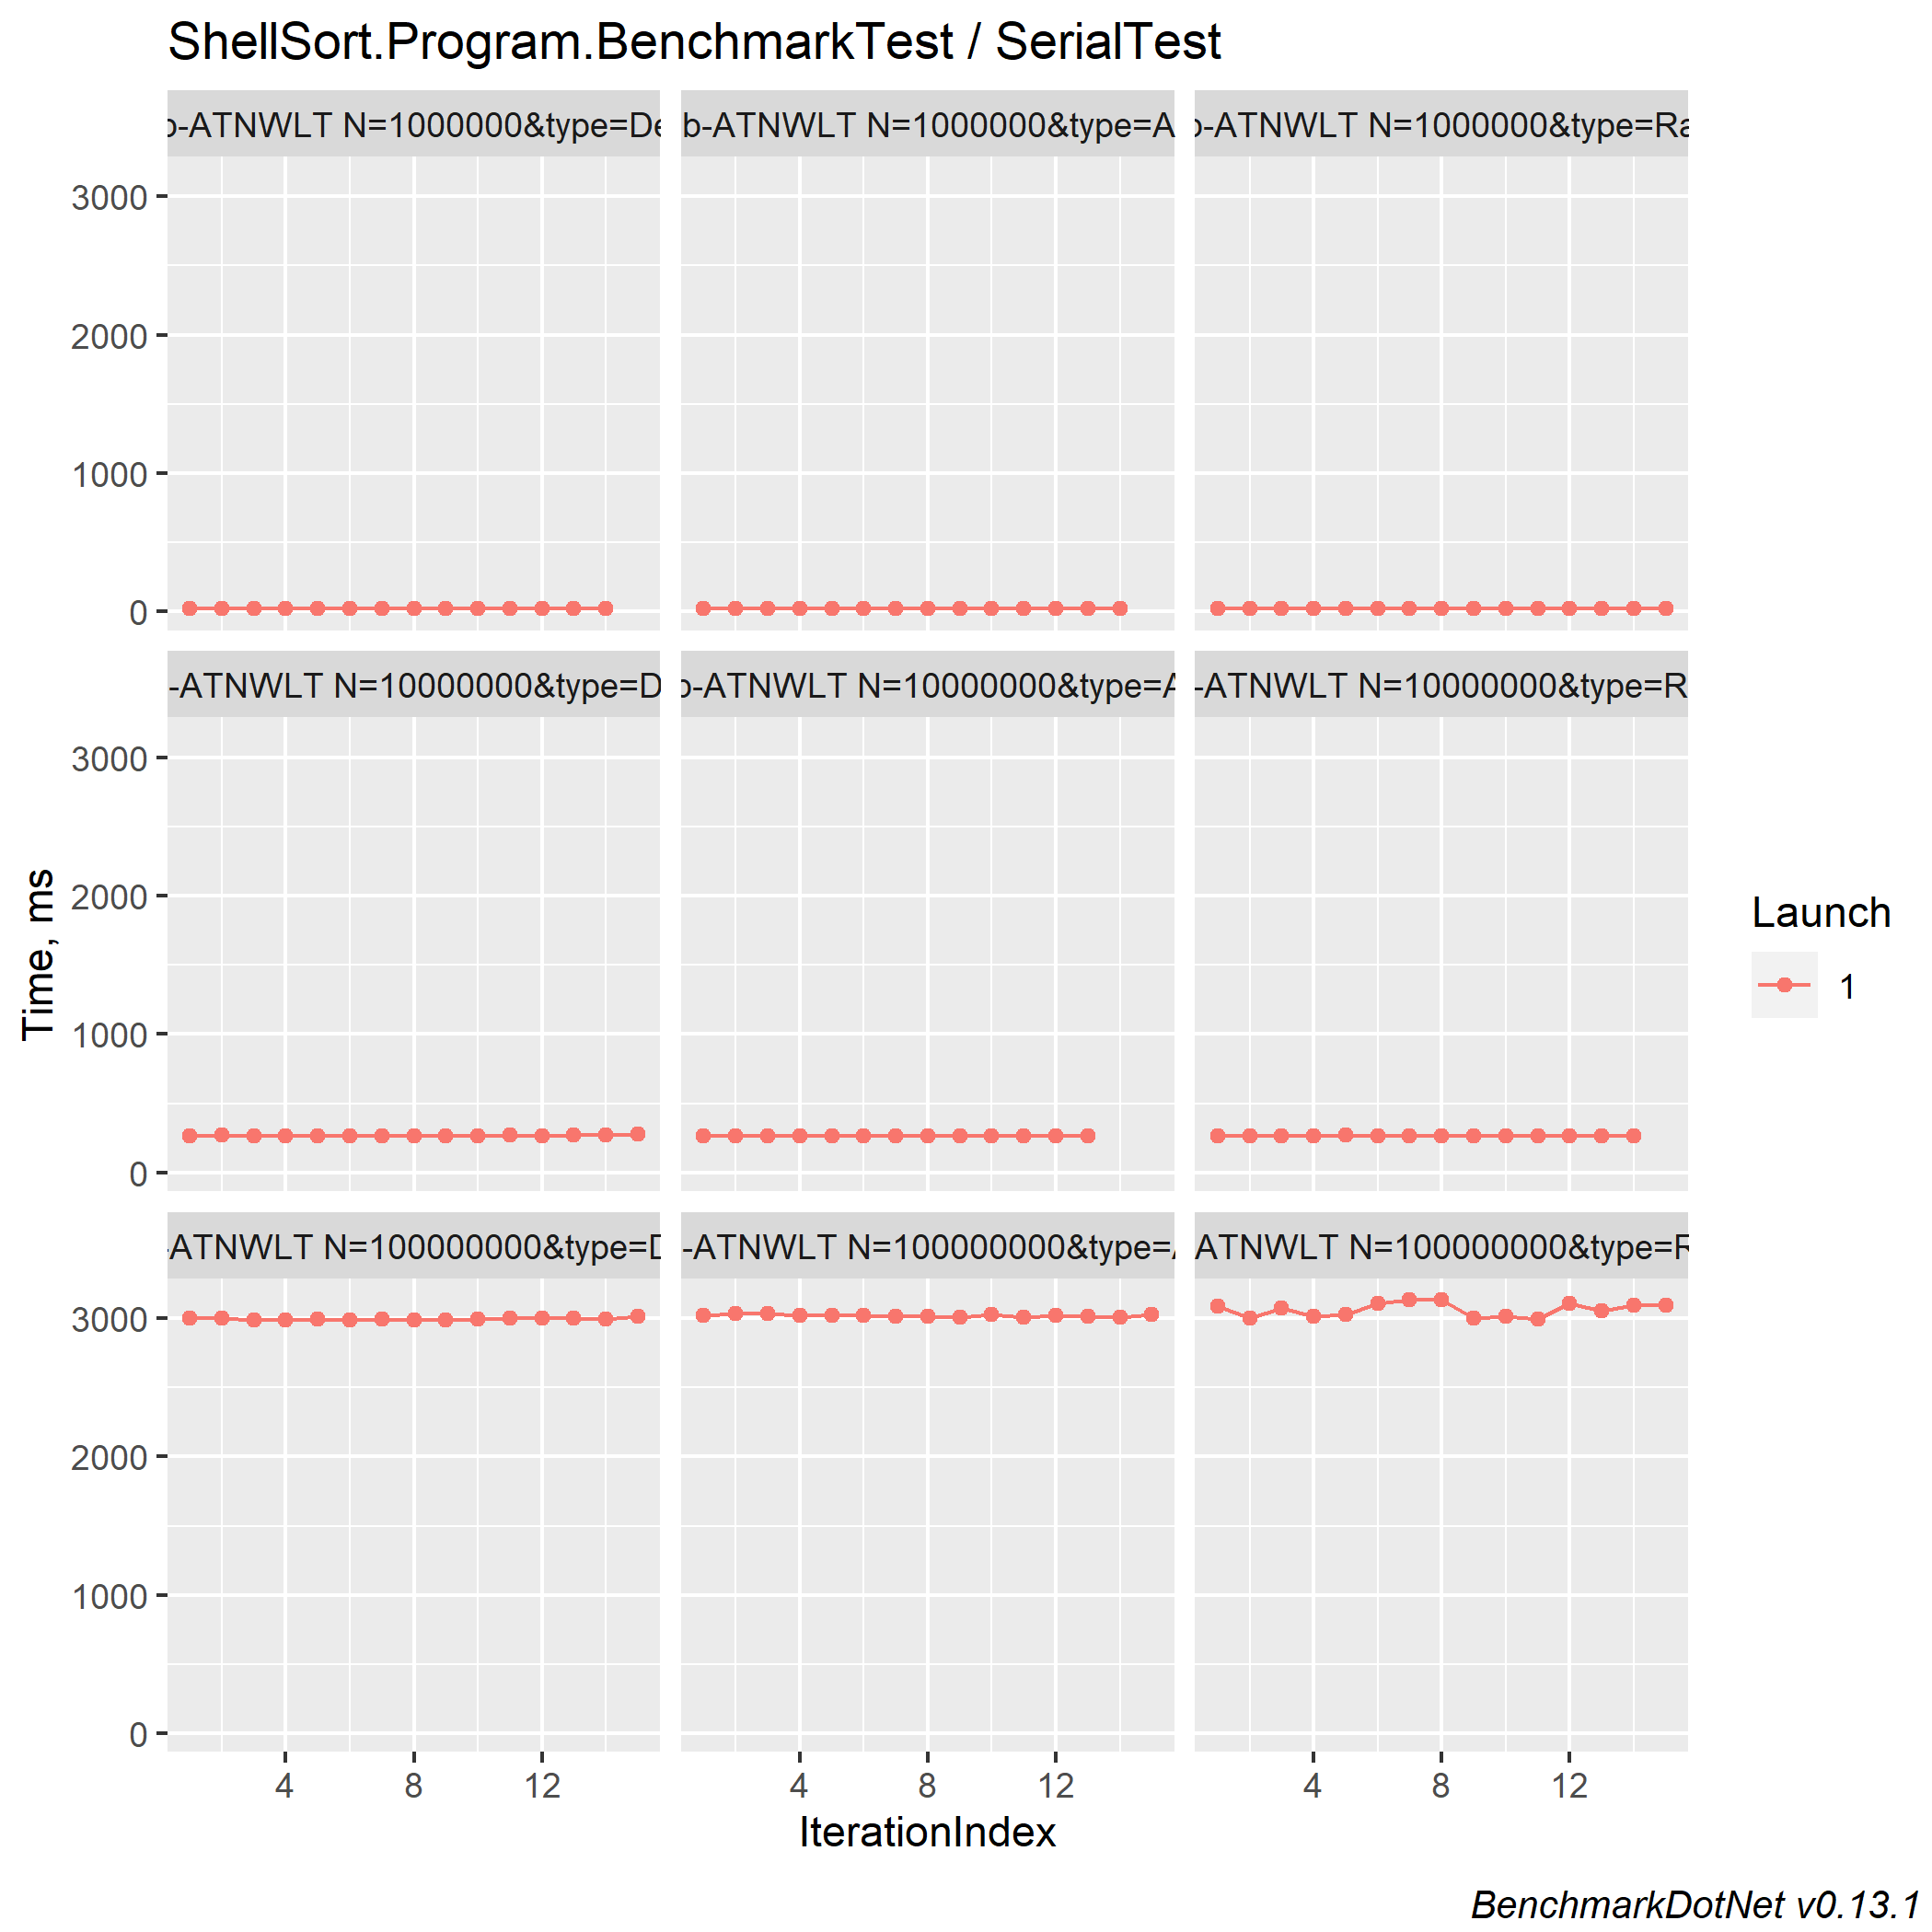 ShellSort.Program.BenchmarkTest / SerialTest
b-ATNWLT N=1000000&type=De b-ATNWLT N=1000000&type=A b-ATNWLT N=1000000&type=Ra
3000
2000
1000
0
-ATNWLT N=10000000&type=D b-ATNWLT N=10000000&type=A -ATNWLT N=10000000&type=R
3000
2000
1000
0
-ATNWLT N=100000000&type=D -ATNWLT N=100000000&type=A ATNWLT N=100000000&type=R
3000
2000
1000
0
4 8 12 4 8 12 4 8 12
IterationIndex
Time, ms
Launch
1
BenchmarkDotNet v0.13.1